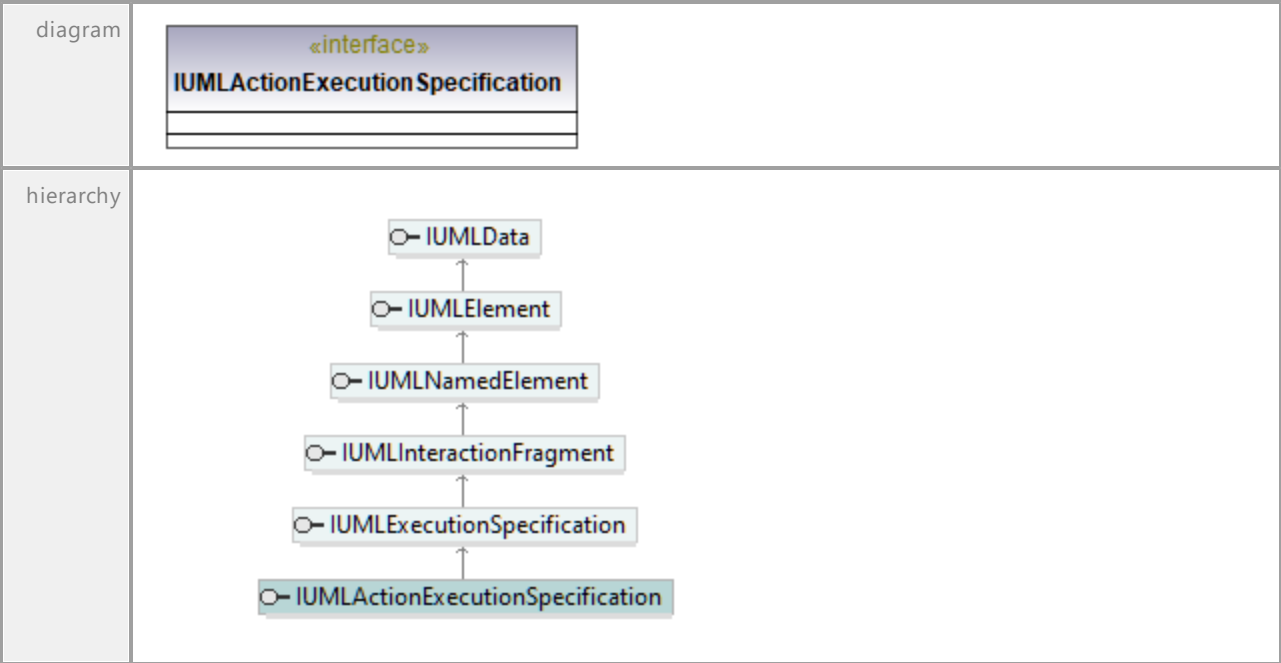 diagram
«interface»
IUMLActionExecutionSpecification
hierarchy
IUMLData
IUMLElement
IUMLNamedElement
IUMLInteractionFragment
IUMLExecutionSpecification
IUMLActionExecutionSpecification